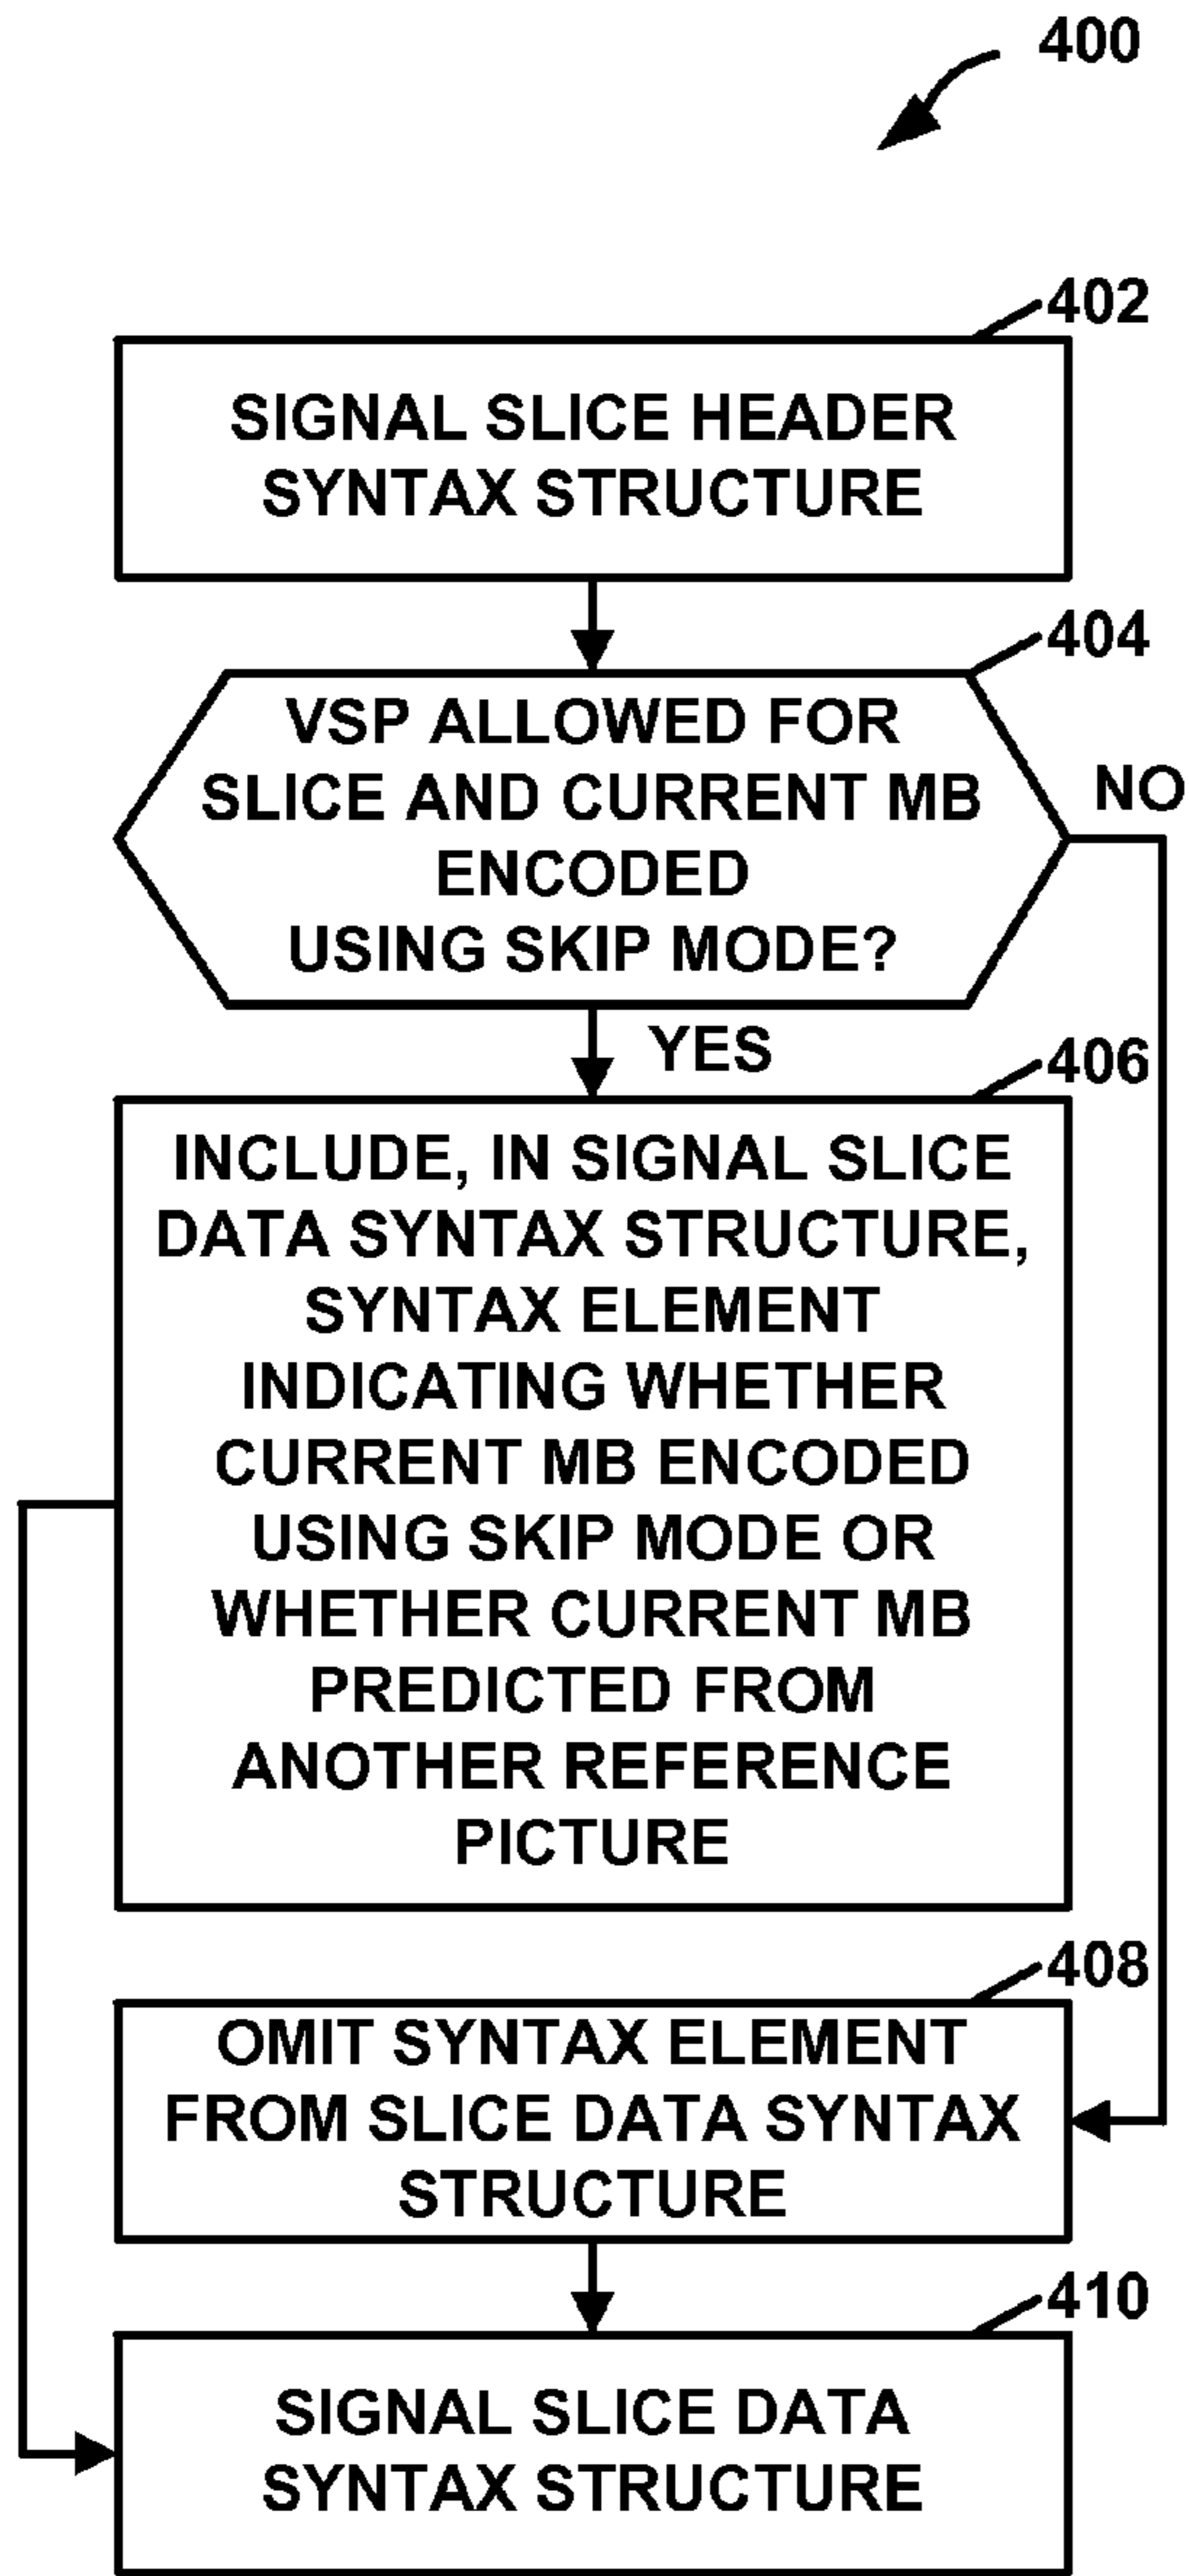 400
402
SIGNAL SLICE HEADER
SYNTAX STRUCTURE
404
VSP ALLOWED FOR
SLICE AND CURRENT MB
ENCODED
USING SKIP MODE?
NO
YES
406
INCLUDE, IN SIGNAL SLICE
DATA SYNTAX STRUCTURE,
SYNTAX ELEMENT
INDICATING WHETHER
CURRENT MB ENCODED
USING SKIP MODE OR
WHETHER CURRENT MB
PREDICTED FROM
ANOTHER REFERENCE
PICTURE
408
OMIT SYNTAX ELEMENT
FROM SLICE DATA SYNTAX
STRUCTURE
410
SIGNAL SLICE DATA
SYNTAX STRUCTURE